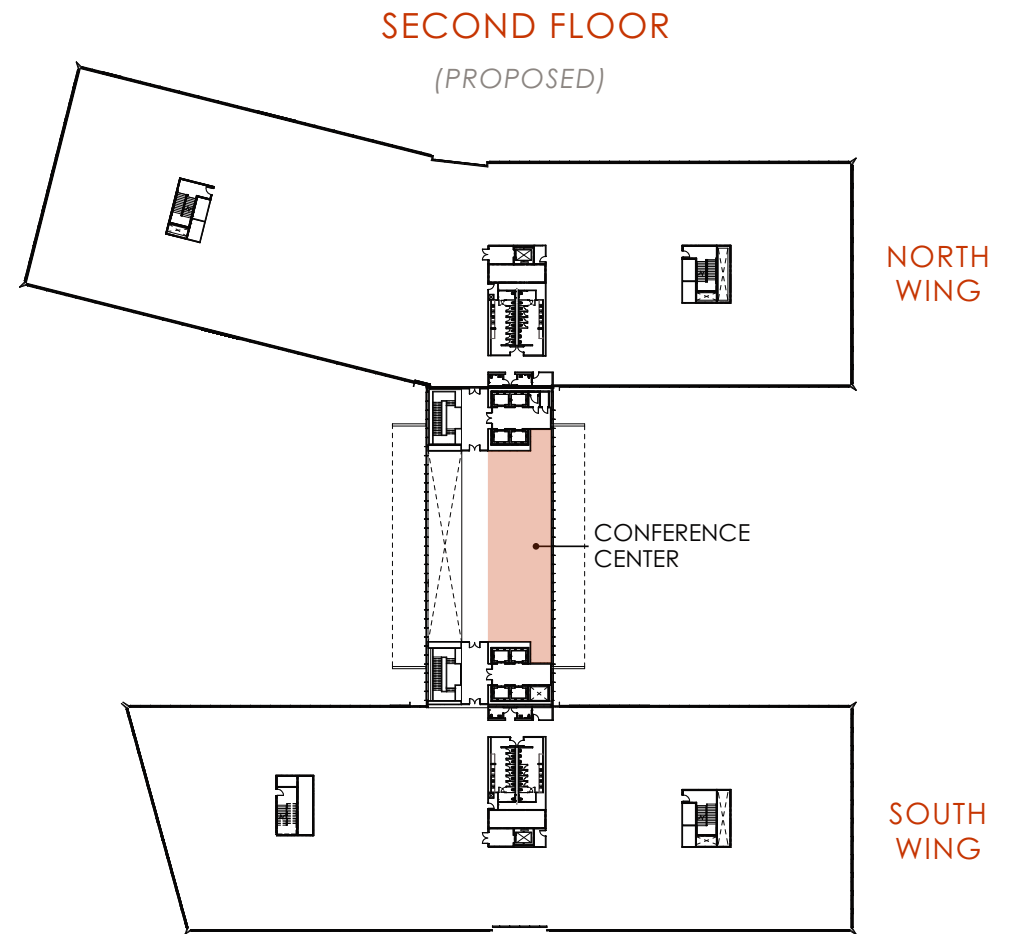 SECOND FLOOR
(PROPOSED)
NORTH
WING
CONFERENCE
CENTER
SOUTH
WING